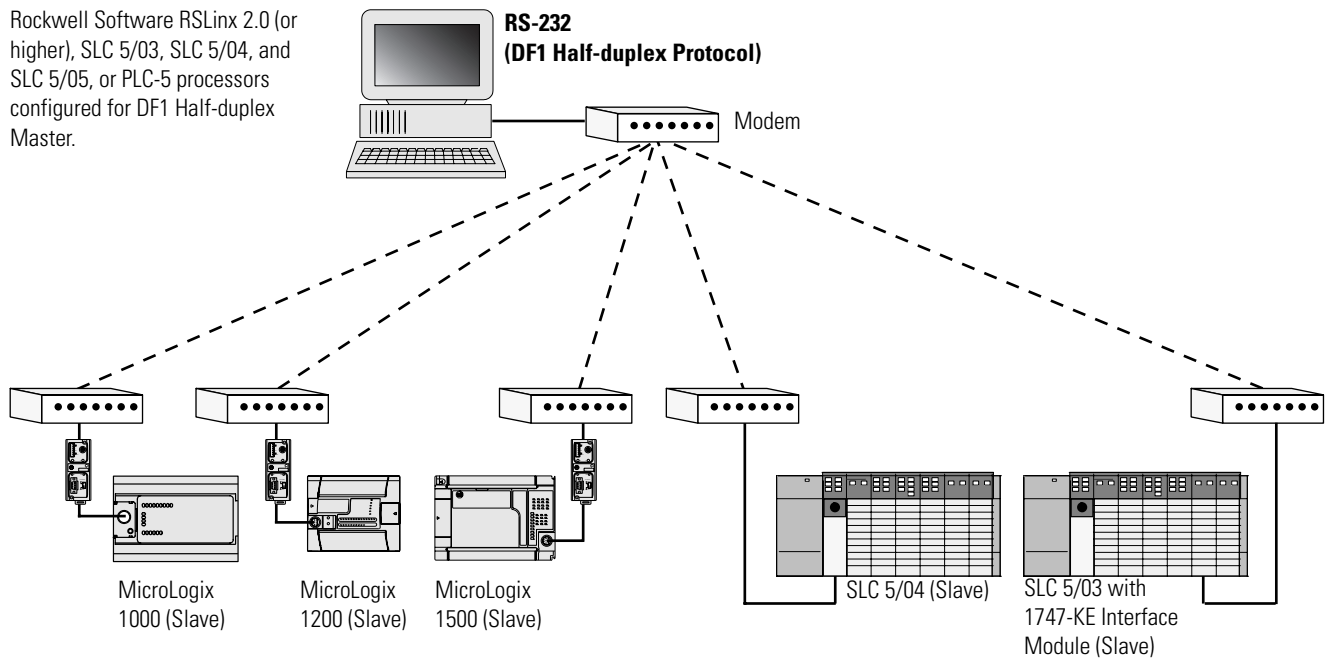 Rockwell Software RSLinx 2.0 (or
higher), SLC 5/03, SLC 5/04, and
SLC 5/05, or PLC-5 processors
configured for DF1 Half-duplex
Master.
RS-232
(DF1 Half-duplex Protocol)
Modem
MicroLogix
1000 (Slave)
MicroLogix
1200 (Slave)
MicroLogix
1500 (Slave)
SLC 5/04 (Slave)
SLC 5/03 with
1747-KE Interface
Module (Slave)